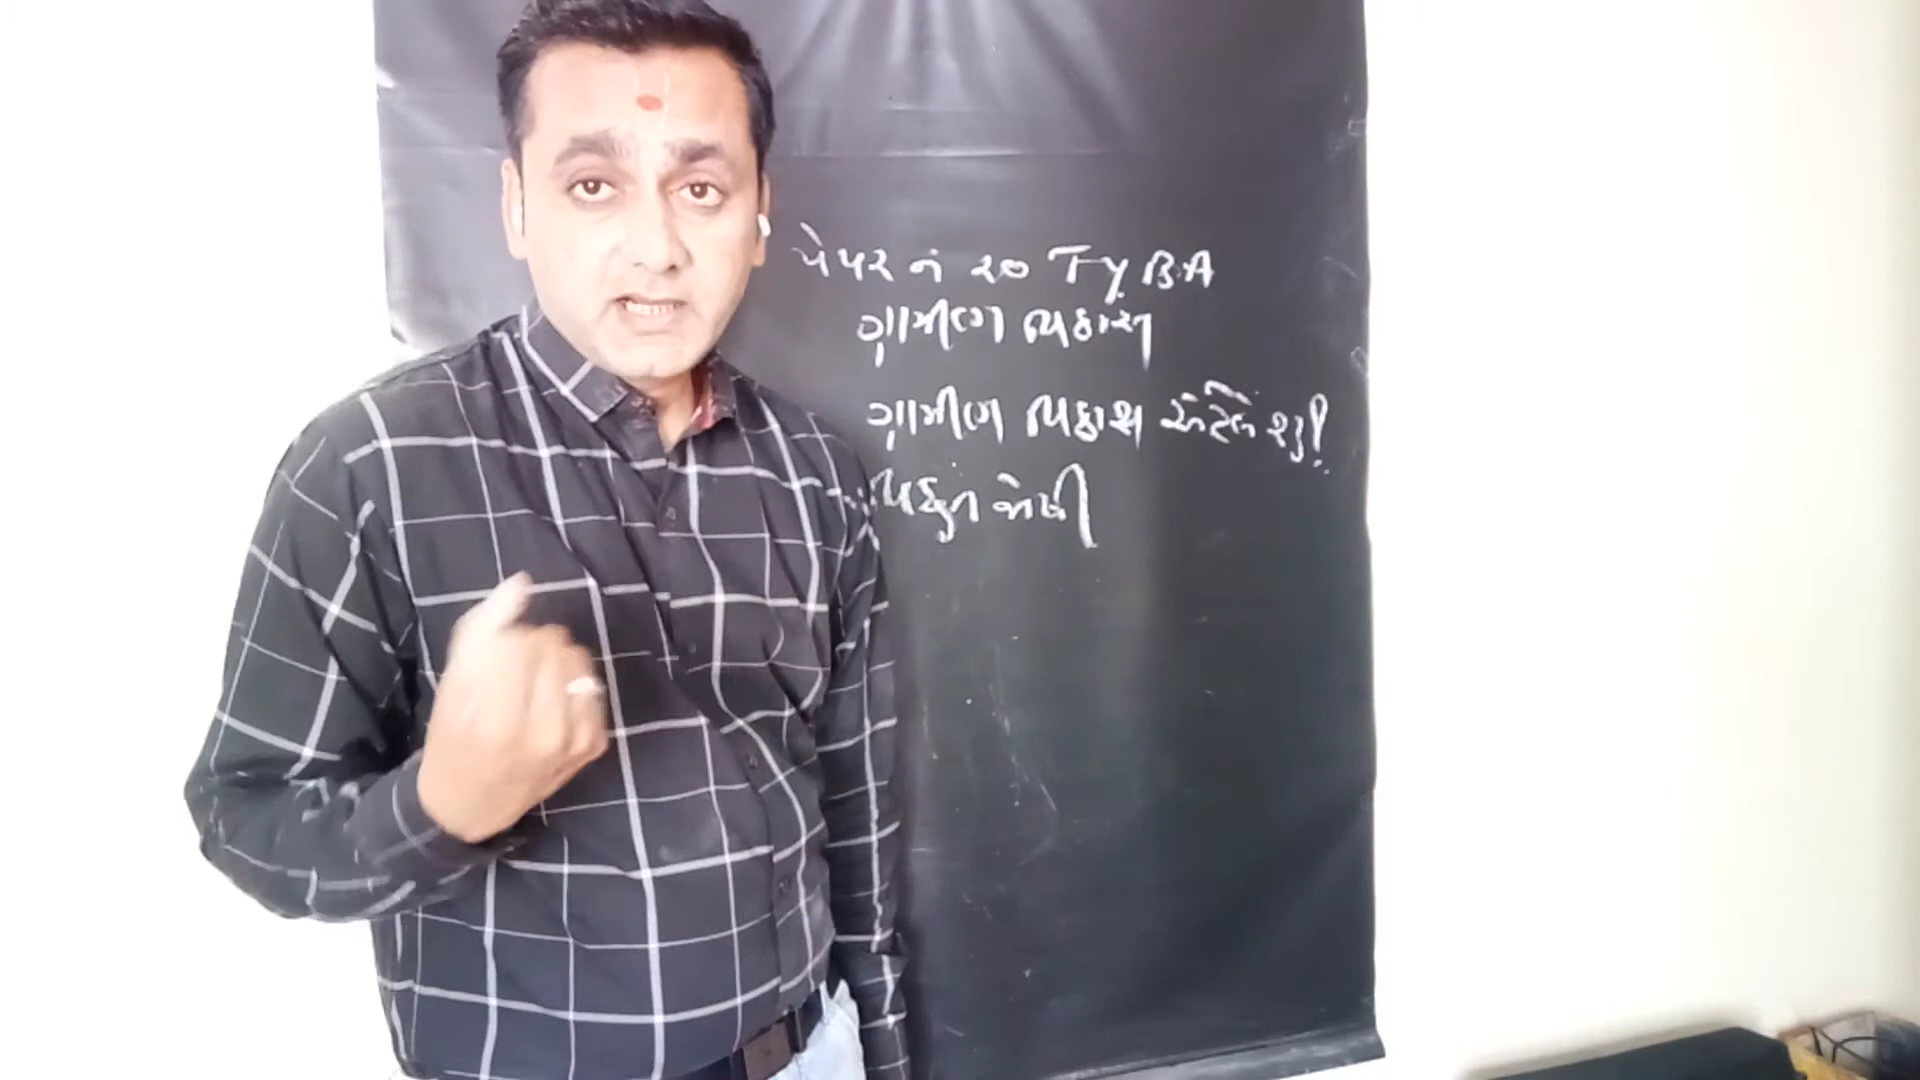 પેપર નં ૨૦ T.Y.B.A
ગ્રામીણ વિકાસ
ગ્રામીણ વિકાસ એટલે શું?
જોષી